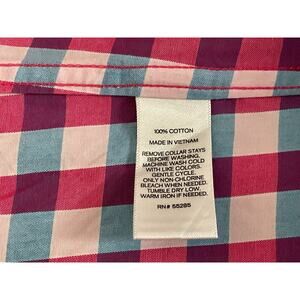 100% COTTON
MADE IN VIETNAM
REMOVE COLLAR STAYS
BEFORE WASHING.
MACHINE WASH COLD
WITH LIKE COLORS.
GENTLE CYCLE.
ONLY NON-CHLORINE
BLEACH WHEN NEEDED.
TUMBLE DRY LOW.
WARM IRON IF NEEDED.
RN# 55285